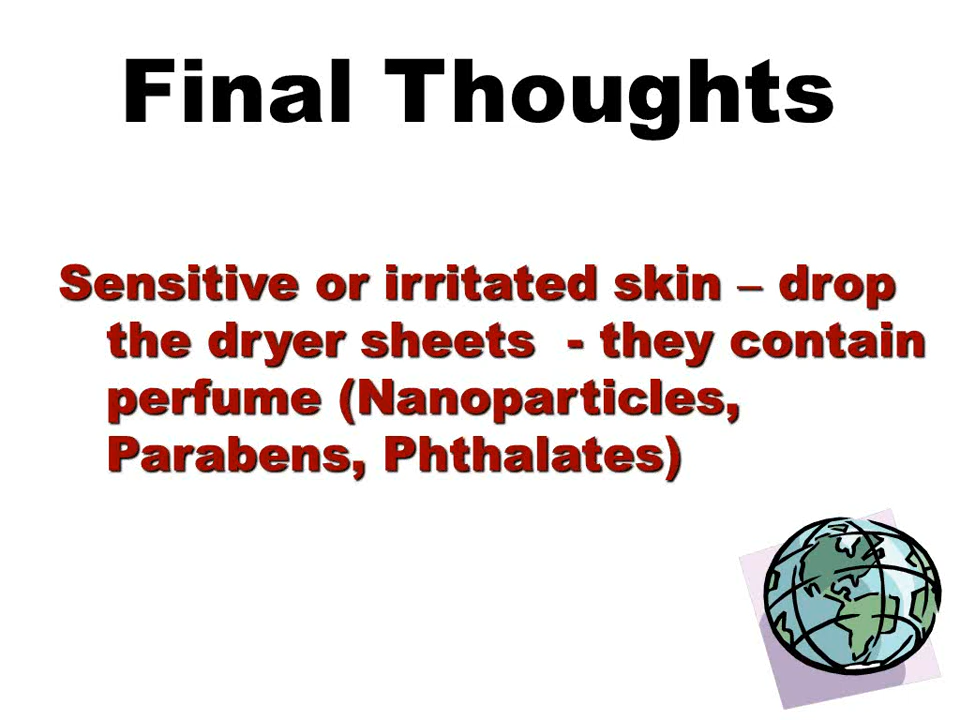 Final Thoughts
Sensitive or irritated skin – drop
the dryer sheets - they contain
perfume (Nanoparticles,
Parabens, Phthalates)